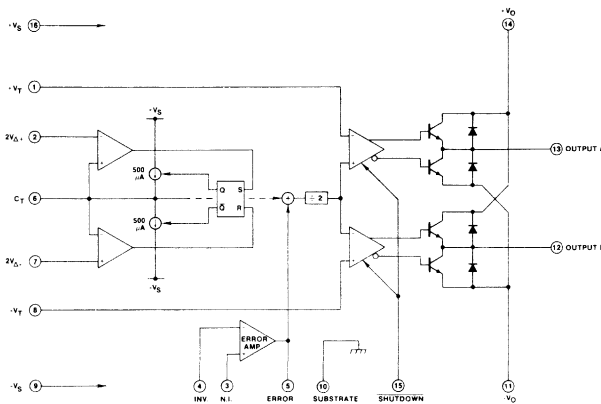 -VS 16
-VO
14
-VT 1
2VΔ+ 2
-VS
500
μA
Q S
Q̅ R
CT 6
+
÷ 2
13 OUTPUT A
500
μA
12 OUTPUT B
2VΔ- 7
-VS
-VT 8
ERROR
AMP
-VS 9
4 3 5 10 15 11
INV. N.I. ERROR SUBSTRATE SHUTDOWN -VO